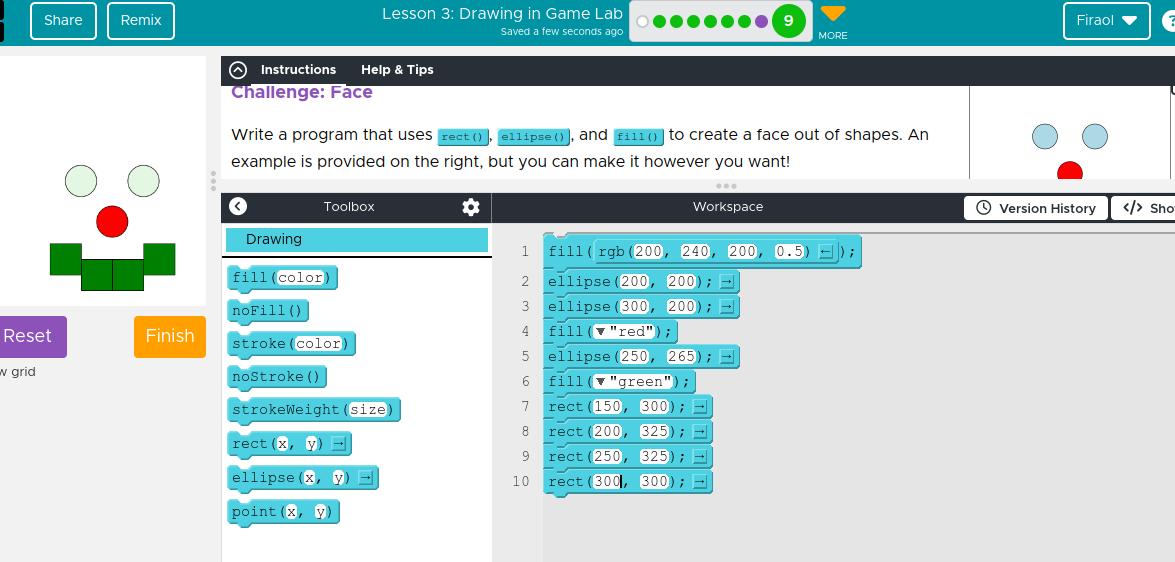 Share
Remix
Lesson 3: Drawing in Game Lab
Saved a few seconds ago
9
MORE
Firaol
?
Instructions
Help & Tips
Challenge: Face
Write a program that uses rect(), ellipse(), and fill() to create a face out of shapes. An
example is provided on the right, but you can make it however you want!
Reset
Finish
w grid
Toolbox
Drawing
fill(color)
noFill()
stroke(color)
noStroke()
strokeWeight(size)
rect(x, y) →
ellipse(x, y) →
point(x, y)
Workspace
Version History
</> Sho
1 fill(rgb(200, 240, 200, 0.5) ←);
2 ellipse(200, 200); →
3 ellipse(300, 200); →
4 fill(▼"red");
5 ellipse(250, 265); →
6 fill(▼"green");
7 rect(150, 300); →
8 rect(200, 325); →
9 rect(250, 325); →
10 rect(300, 300); →